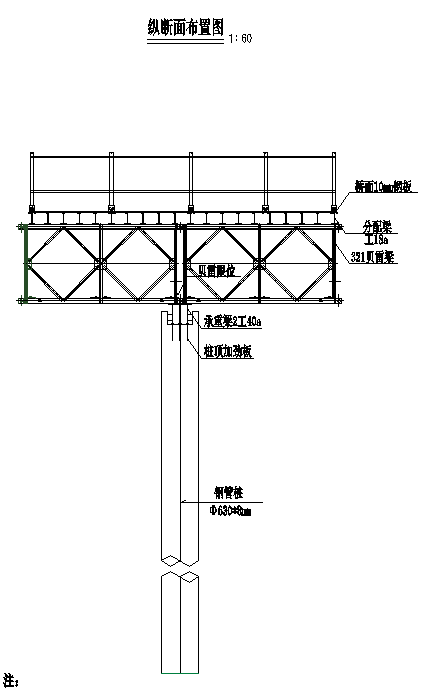 纵断面布置图
1:60
桥面10mm钢板
分配梁
工18a
321贝雷梁
贝雷限位
承重梁2工40a
桩顶加劲板
钢管桩
Φ630*8mm
注: